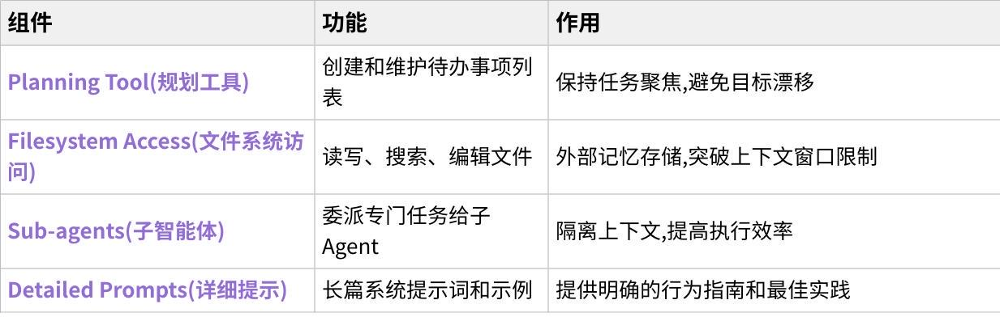 组件 功能 作用
Planning Tool(规划工具) 创建和维护待办事项列
表 保持任务聚焦,避免目标漂移
Filesystem Access(文件系统访
问) 读写、搜索、编辑文件 外部记忆存储,突破上下文窗口限制
Sub-agents(子智能体) 委派专门任务给子
Agent 隔离上下文,提高执行效率
Detailed Prompts(详细提示) 长篇系统提示词和示例 提供明确的行为指南和最佳实践